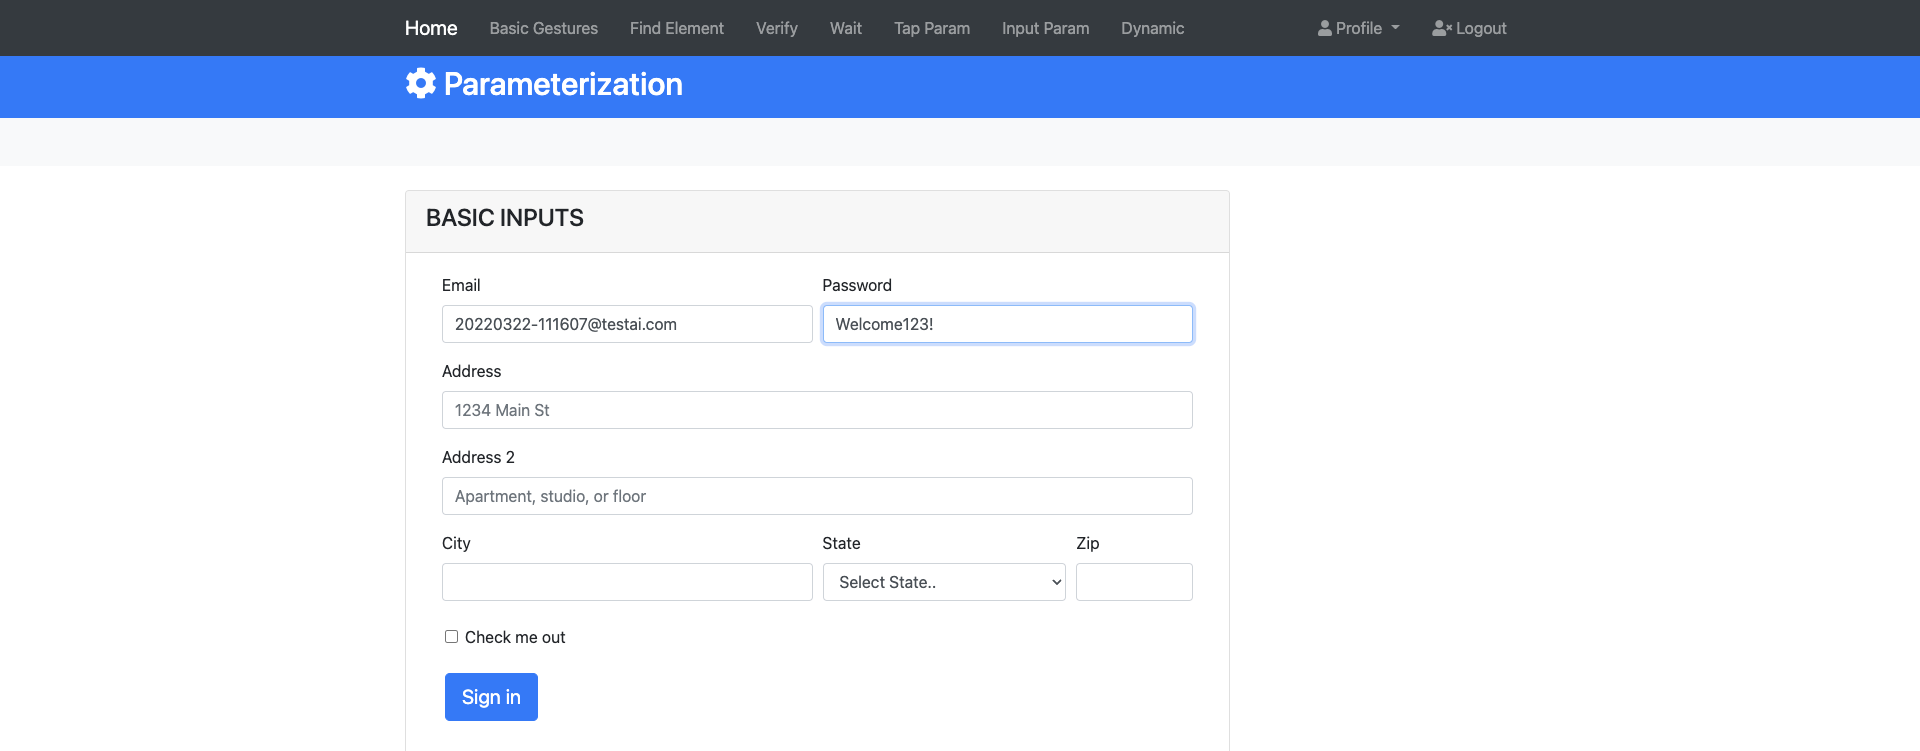 Home Basic Gestures Find Element Verify Wait Tap Param Input Param Dynamic Profile Logout
Parameterization
BASIC INPUTS
Email Password
20220322-111607@testai.com Welcome123!
Address
1234 Main St
Address 2
Apartment, studio, or floor
City State Zip
Select State..
Check me out
Sign in